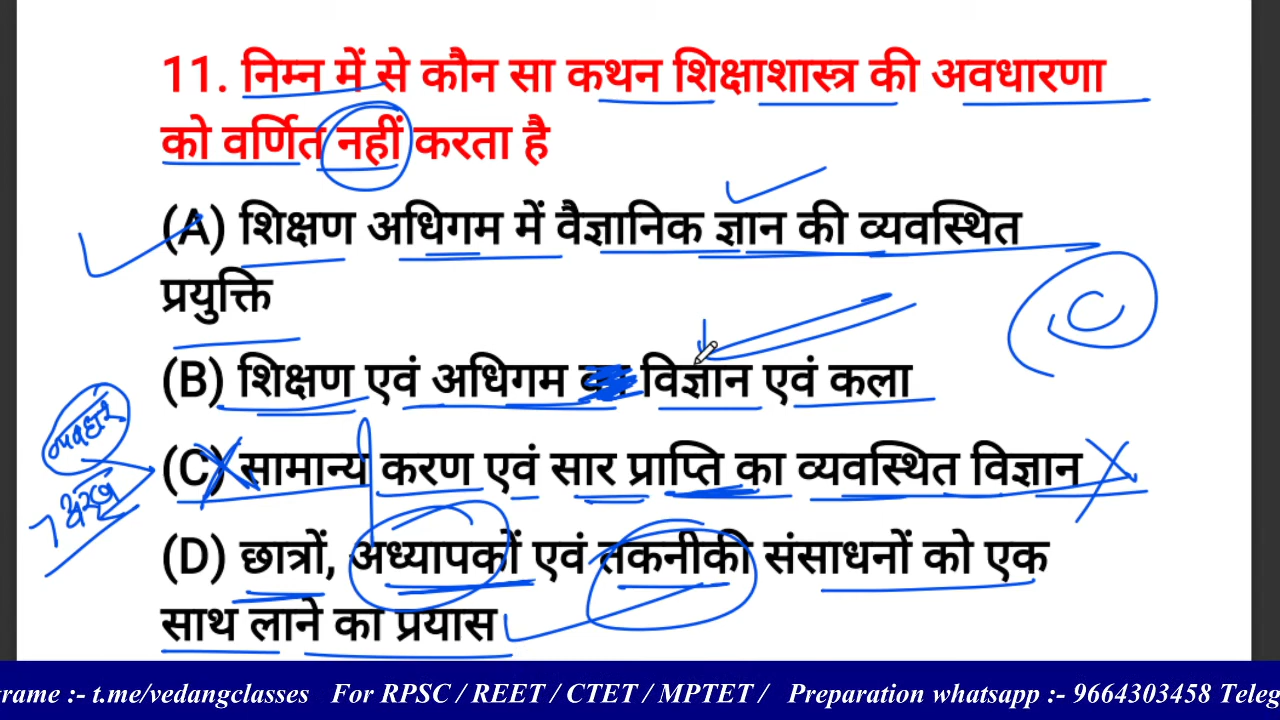 11. निम्न में से कौन सा कथन शिक्षाशास्त्र की अवधारणा
को वर्णित नहीं करता है
(A) शिक्षण अधिगम में वैज्ञानिक ज्ञान की व्यवस्थित
प्रयुक्ति
(B) शिक्षण एवं अधिगम विज्ञान एवं कला
(C) सामान्य करण एवं सार प्राप्ति का व्यवस्थित विज्ञान
(D) छात्रों, अध्यापकों एवं तकनीकी संसाधनों को एक
साथ लाने का प्रयास
C
grame :- t.me/vedangclasses For RPSC / REET / CTET / MPTET / Preparation whatsapp :- 9664303458 Teleg